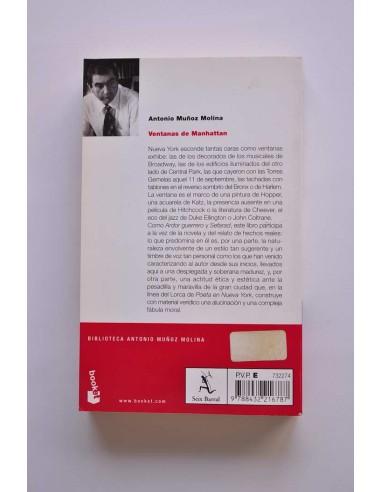 Antonio Muñoz Molina
Ventanas de Manhattan
Nueva York esconde tantas caras como ventanas
exhibe: las de los decorados de los musicales de
Broadway, las de los edificios iluminados del otro
lado de Central Park, las que cayeron con las Torres
Gemelas aquel 11 de septiembre, las tachadas con
tablones en el reverso sombrío del Bronx o de Harlem.
La ventana es el marco de una pintura de Hopper,
una acuarela de Katz, la presencia ausente en una
película de Hitchcock o la literatura de Cheever, el
eco del jazz de Duke Ellington o John Coltrane.
Como Ardor guerrero y Sefarad, este libro participa
a la vez de la novela y del relato de hechos reales:
lo que predomina en él es, por una parte, la natu-
raleza envolvente de un estilo tan sugerente y un
timbre de voz tan personal como los que han venido
caracterizando al autor desde sus inicios, llevados
aquí a una desplegada y soberana madurez, y, por
otra parte, una actitud ética y estética ante la
pesadilla y maravilla de la gran ciudad que, en la
línea del Lorca de Poeta en Nueva York, construye
con material verídico una alucinación y una compleja
fábula moral.
BIBLIOTECA ANTONIO MUÑOZ MOLINA
booket
www.booket.com
Seix Barral
P.V.P. E 732274
9 788432 216787